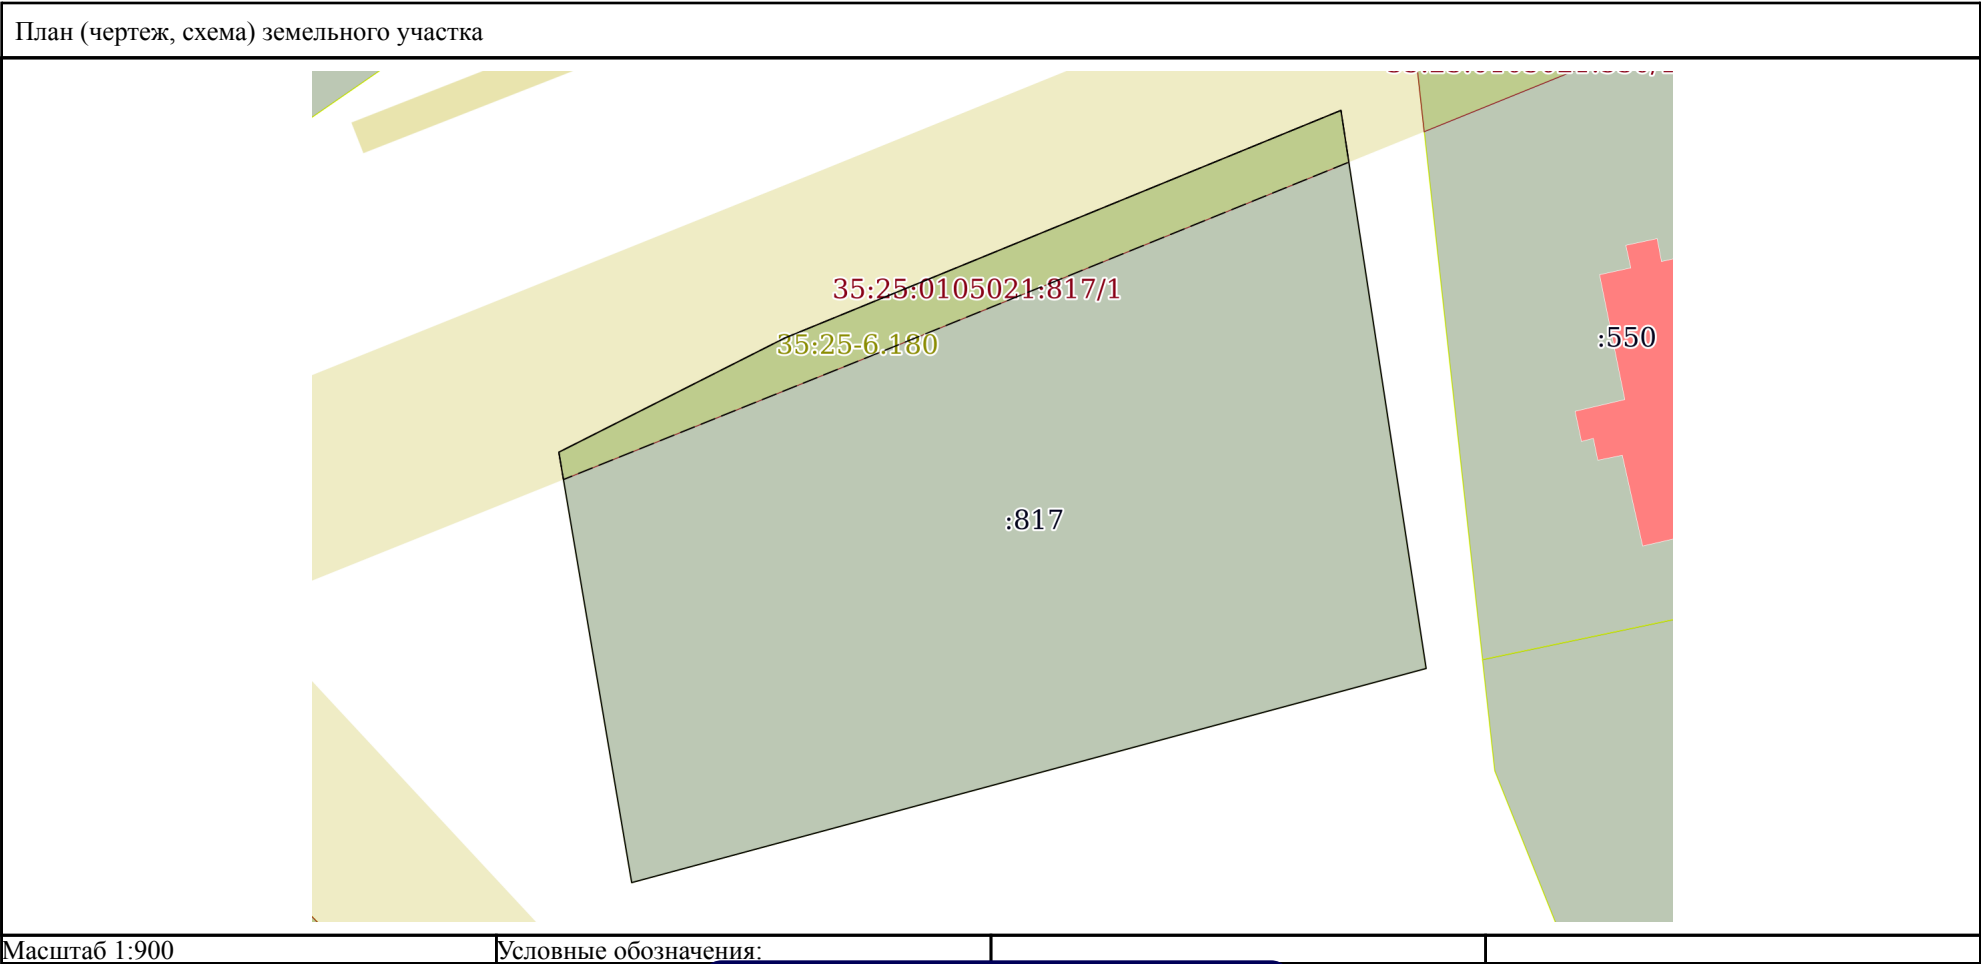 План (чертеж, схема) земельного участка
35:25:0105021:817/1
35:25-6.180
:550
:817
Масштаб 1:900
Условные обозначения: